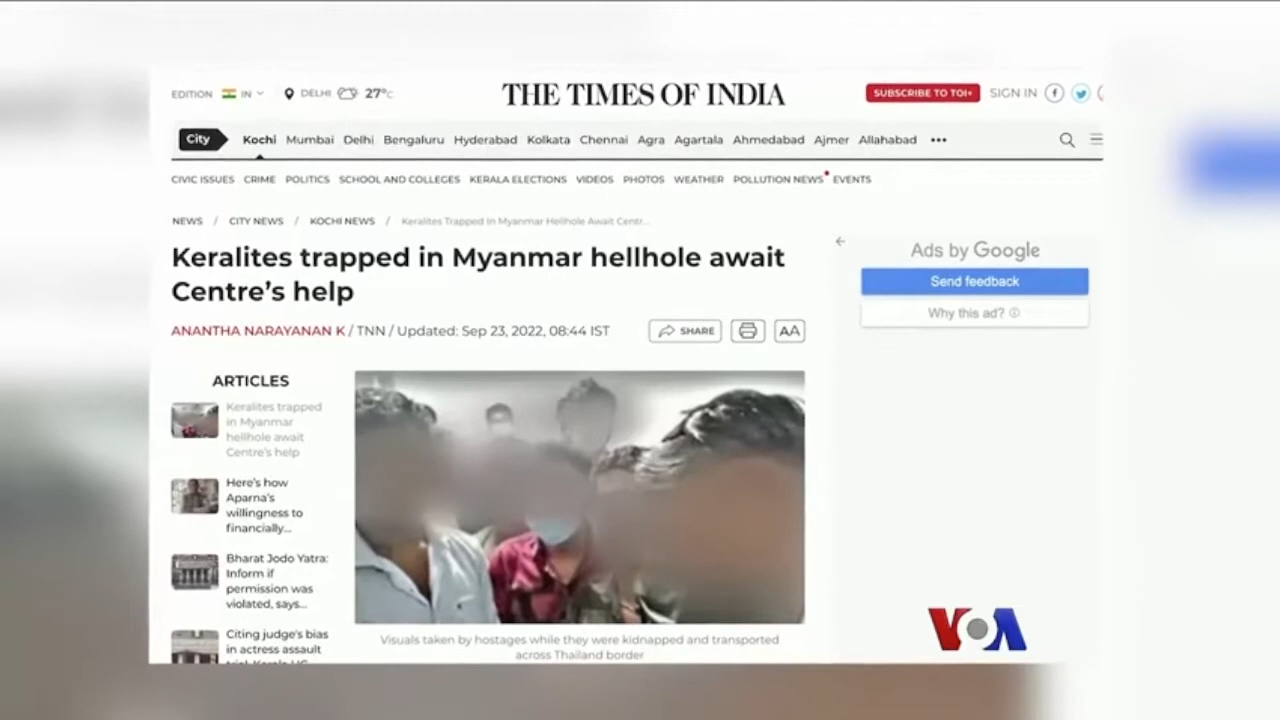 EDITION IN DELHI 27°C THE TIMES OF INDIA SUBSCRIBE TO TOI+ SIGN IN
City Kochi Mumbai Delhi Bengaluru Hyderabad Kolkata Chennai Agra Agartala Ahmedabad Ajmer Allahabad •••
CIVIC ISSUES CRIME POLITICS SCHOOL AND COLLEGES KERALA ELECTIONS VIDEOS PHOTOS WEATHER POLLUTION NEWS EVENTS
NEWS / CITY NEWS / KOCHI NEWS / Keralites Trapped In Myanmar Hellhole Await Centr...
Keralites trapped in Myanmar hellhole await
Centre's help
ANANTHA NARAYANAN K / TNN / Updated: Sep 23, 2022, 08:44 IST SHARE AA
Ads by Google
Send feedback
Why this ad?
ARTICLES
Keralites trapped
in Myanmar
hellhole await
Centre's help
Here's how
Aparna's
willingness to
financially...
Bharat Jodo Yatra:
Inform if
permission was
violated, says...
Citing judge's bias
in actress assault
Visuals taken by hostages while they were kidnapped and transported
across Thailand border
VOA